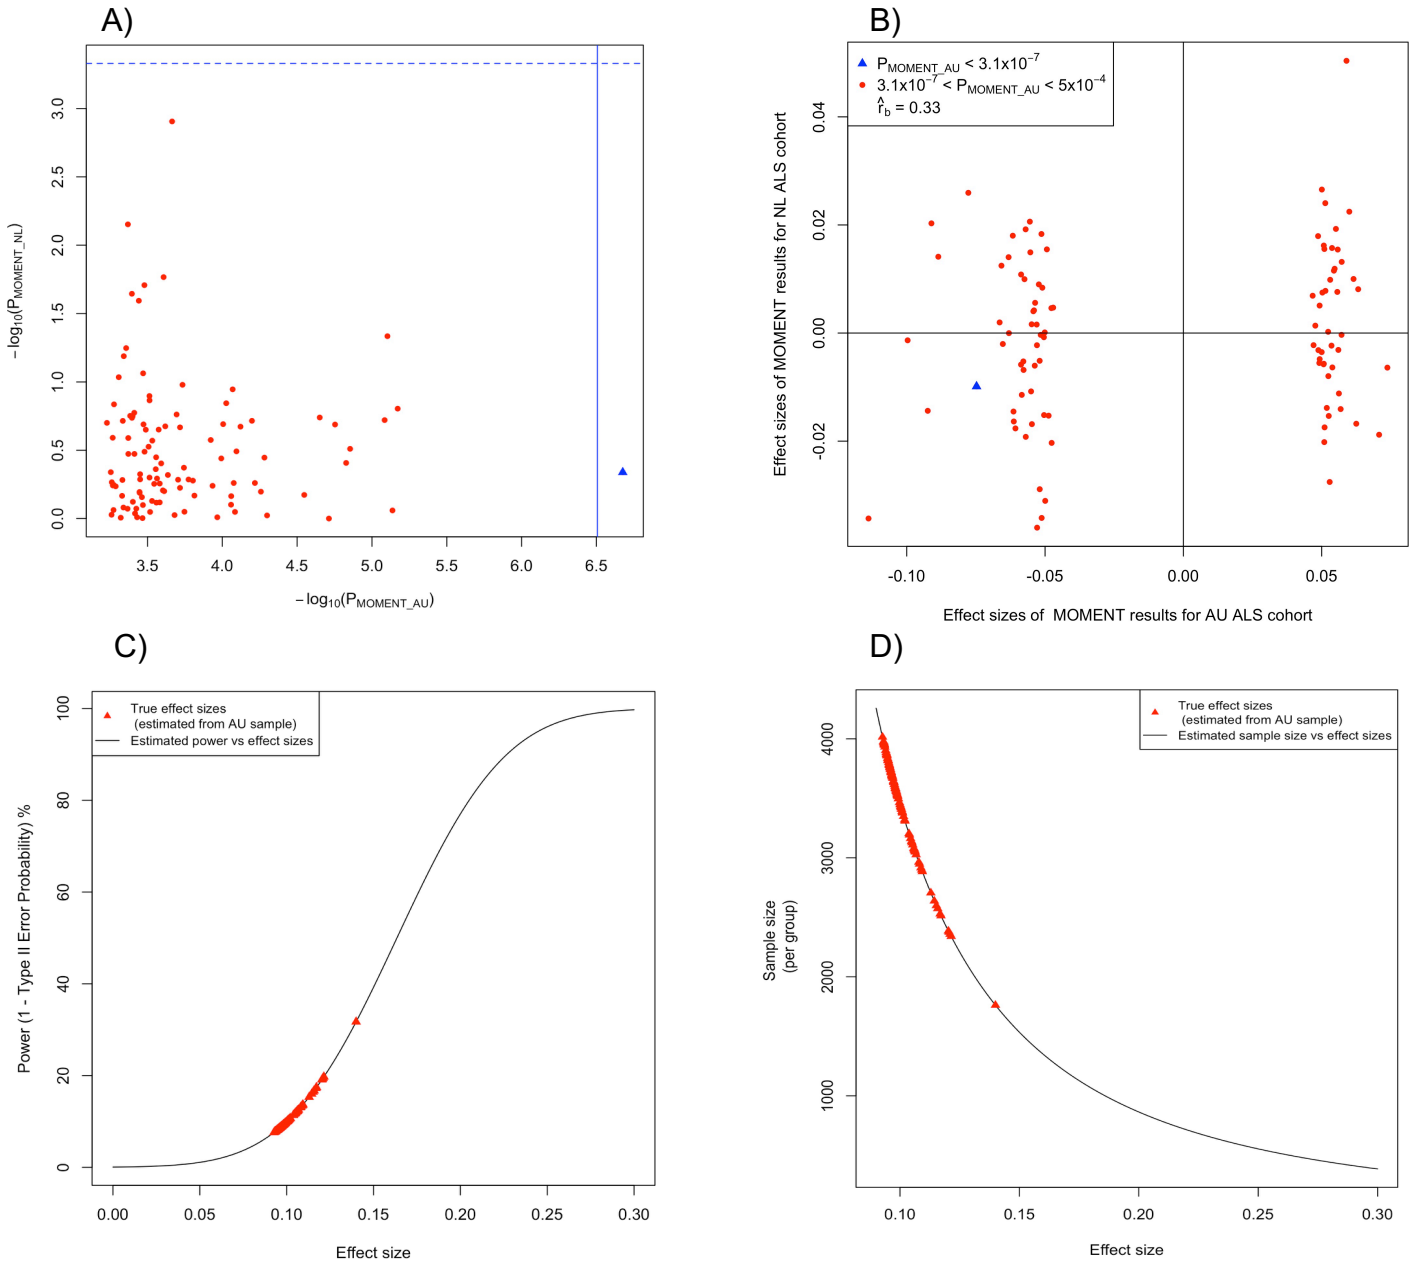 A)
− log10(PMOMENT_NL)
0.0 0.5 1.0 1.5 2.0 2.5 3.0
3.5 4.0 4.5 5.0 5.5 6.0 6.5
− log10(PMOMENT_AU)
B)
PMOMENT_AU < 3.1x10−7
3.1x10−7 < PMOMENT_AU < 5x10−4
r̂b = 0.33
Effect sizes of MOMENT results for NL ALS cohort
-0.02 0.00 0.02 0.04
-0.10 -0.05 0.00 0.05
Effect sizes of MOMENT results for AU ALS cohort
C)
True effect sizes
(estimated from AU sample)
Estimated power vs effect sizes
Power (1 - Type II Error Probability) %
0 20 40 60 80 100
0.00 0.05 0.10 0.15 0.20 0.25 0.30
Effect size
D)
True effect sizes
(estimated from AU sample)
Estimated sample size vs effect sizes
Sample size
(per group)
1000 2000 3000 4000
0.10 0.15 0.20 0.25 0.30
Effect size